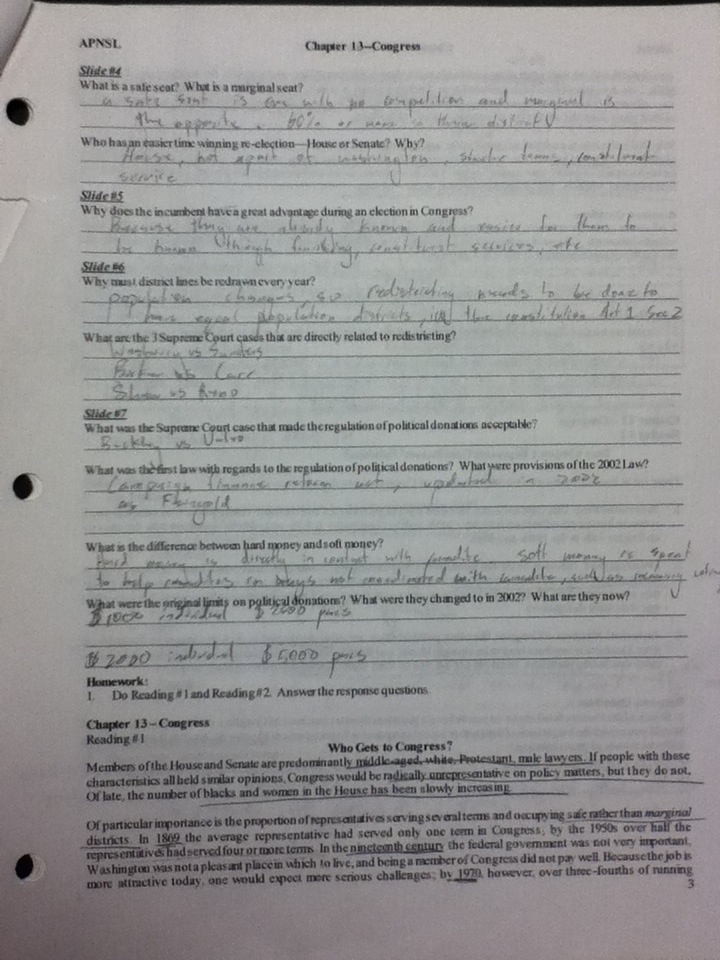 APNSL
Chapter 13–Congress
Slide #4
What is a safe seat? What is a marginal seat?
a safe seat is one with no competition and marginal is
the opposite. 60% or more in their district
Who has an easier time winning re-election—House or Senate? Why?
House, not apart of washington, terms, constituent
service
Slide #5
Why does the incumbent have a great advantage during an election in Congress?
Because they are already known and easier for them to
be known through constituent services, etc
Slide #6
Why must district lines be redrawn every year?
population changes, so redistricting needs to be done to
have equal population districts, the constitution Art 1 Sec 2
What are the 3 Supreme Court cases that are directly related to redistricting?
vs Sanders
vs Carr
Shaw vs Reno
Slide #7
What was the Supreme Court case that made the regulation of political donations acceptable?
Buckley vs
What was the first law with regards to the regulation of political donations? What were provisions of the 2002 Law?
Campaign finance reform act, updated in 2002
as
What is the difference between hard money and soft money?
Hard money is directly in contact with soft money is spent
to help in ways not coordinated with such as
What were the original limits on political donations? What were they changed to in 2002? What are they now?
$1000 individual pacs
$2000 individual $5,000 pacs
Homework:
1. Do Reading #1 and Reading #2. Answer the response questions
Chapter 13 – Congress
Reading #1
Who Gets to Congress?
Members of the House and Senate are predominantly middle-aged, white, Protestant, male lawyers. If people with those
characteristics all held similar opinions, Congress would be radically unrepresentative on policy matters, but they do not.
Of late, the number of blacks and women in the House has been slowly increasing.
Of particular importance is the proportion of representatives serving several terms and occupying safe rather than marginal
districts. In 1869 the average representative had served only one term in Congress; by the 1950s over half the
representatives had served four or more terms. In the nineteenth century the federal government was not very important,
Washington was not a pleasant place in which to live, and being a member of Congress did not pay well. Because the job is
more attractive today, one would expect more serious challenges; by 1970, however, over three-fourths of running
3